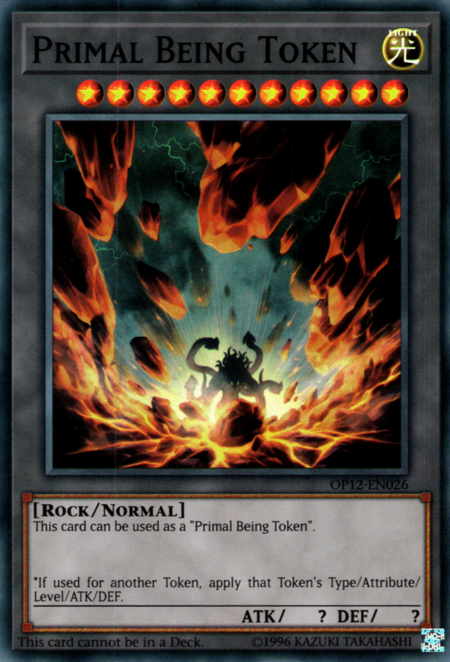 PRIMAL BEING TOKEN
LIGHT
光
OP12-EN026
[ROCK/NORMAL]
This card can be used as a "Primal Being Token".
*If used for another Token, apply that Token's Type/Attribute/
Level/ATK/DEF.
ATK/ ? DEF/ ?
This card cannot be in a Deck. ©1996 KAZUKI TAKAHASHI